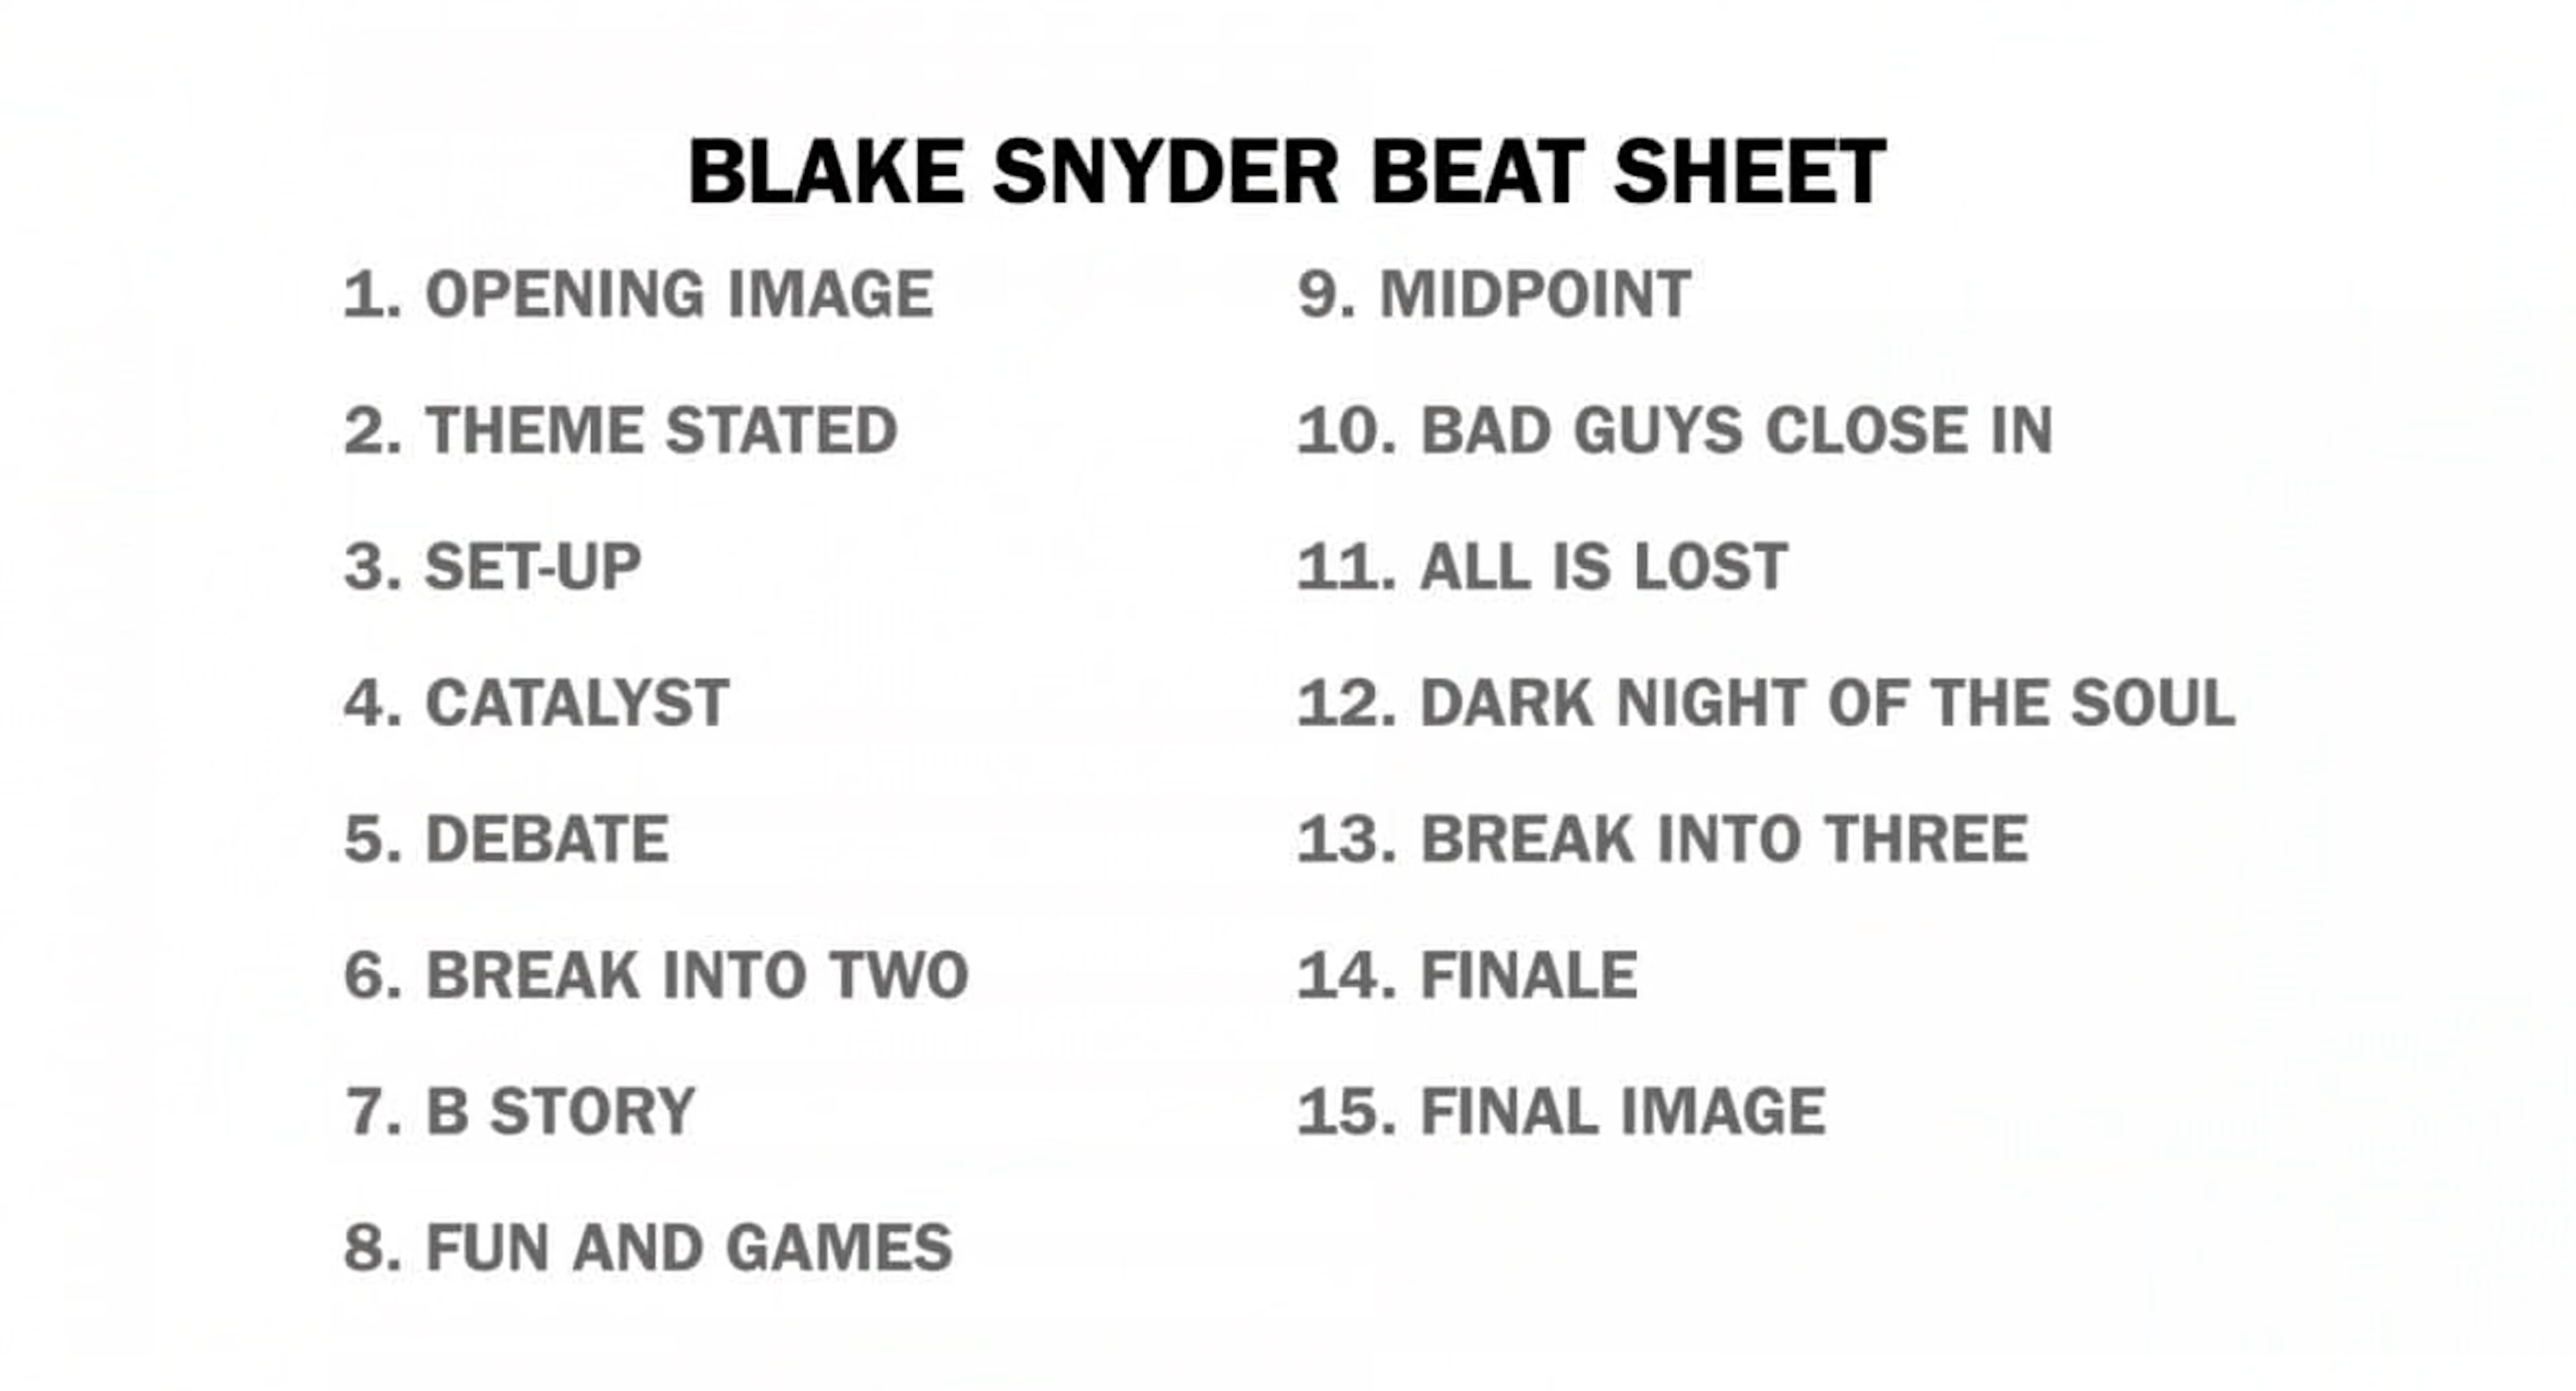 BLAKE SNYDER BEAT SHEET
1. OPENING IMAGE
2. THEME STATED
3. SET-UP
4. CATALYST
5. DEBATE
6. BREAK INTO TWO
7. B STORY
8. FUN AND GAMES
9. MIDPOINT
10. BAD GUYS CLOSE IN
11. ALL IS LOST
12. DARK NIGHT OF THE SOUL
13. BREAK INTO THREE
14. FINALE
15. FINAL IMAGE